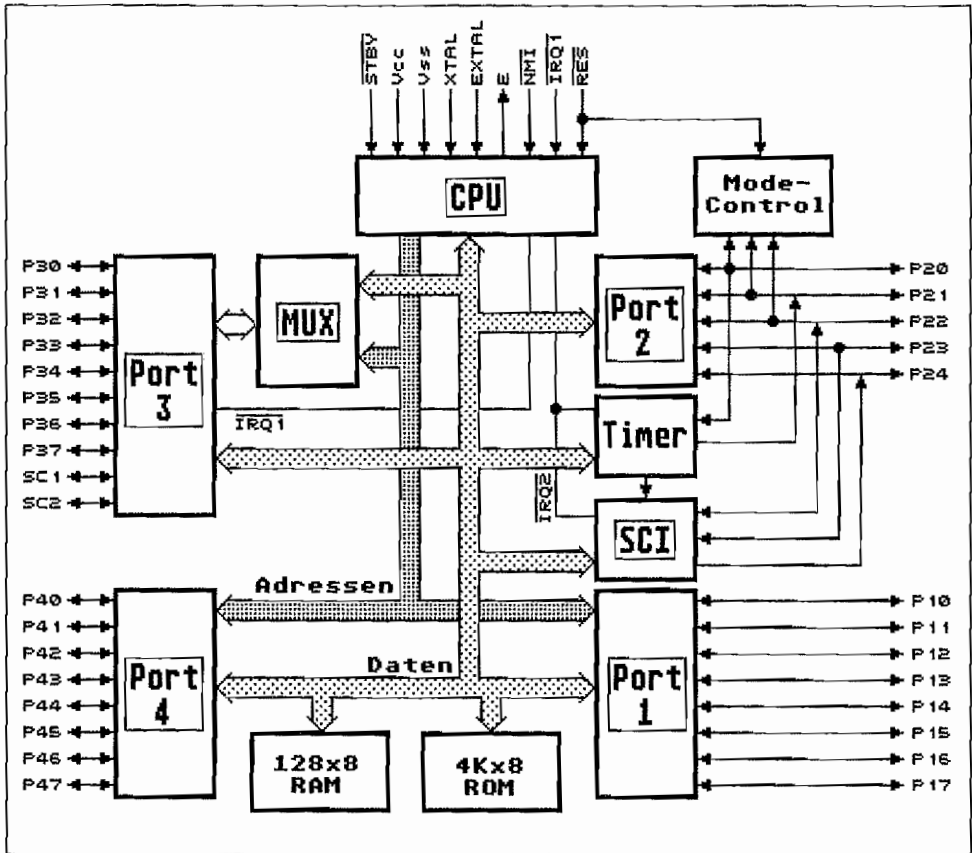 STBY
Vcc
Vss
XTAL
EXTAL
E
NMI
IRQ1
RES
CPU
Mode-
Control
P30
P31
P32
P33
P34
P35
P36
P37
SC1
SC2
Port
3
MUX
IRQ1
Port
2
P20
P21
P22
P23
P24
Timer
IRQ2
SCI
Adressen
Daten
P40
P41
P42
P43
P44
P45
P46
P47
Port
4
128x8
RAM
4Kx8
ROM
Port
1
P10
P11
P12
P13
P14
P15
P16
P17